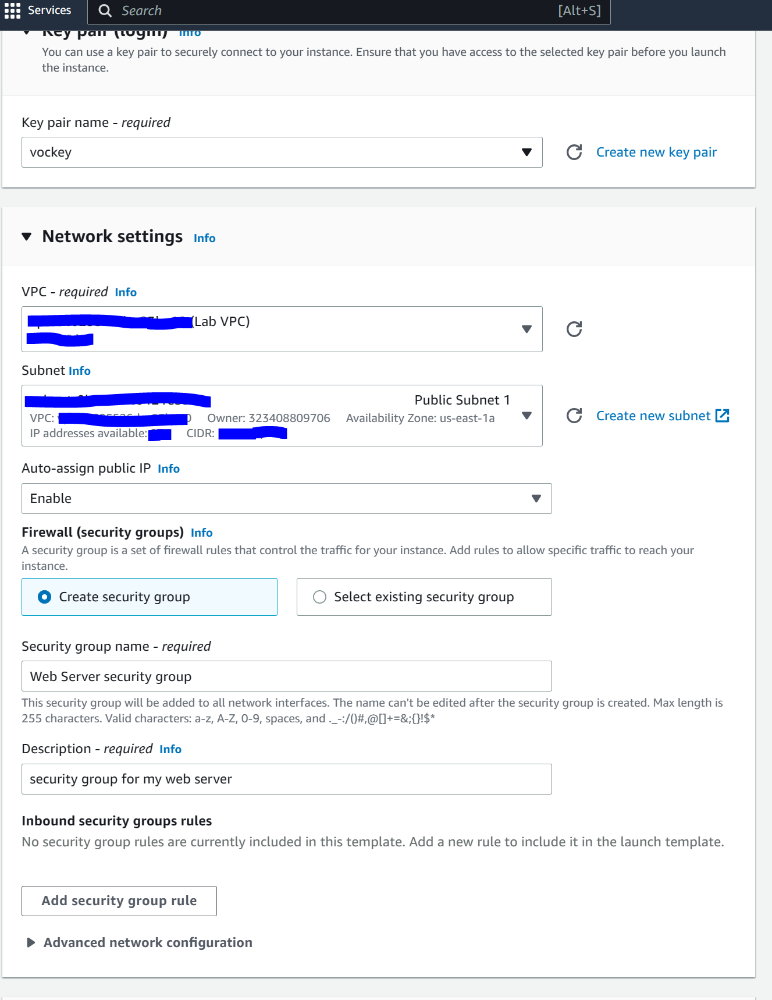 Services
Search [Alt+S]
Key pair (login) Info
You can use a key pair to securely connect to your instance. Ensure that you have access to the selected key pair before you launch
the instance.
Key pair name - required
vockey
Create new key pair
Network settings Info
VPC - required Info
(Lab VPC)
Subnet Info
Public Subnet 1
VPC: Owner: 323408809706 Availability Zone: us-east-1a
IP addresses available: CIDR:
Create new subnet
Auto-assign public IP Info
Enable
Firewall (security groups) Info
A security group is a set of firewall rules that control the traffic for your instance. Add rules to allow specific traffic to reach your
instance.
Create security group
Select existing security group
Security group name - required
Web Server security group
This security group will be added to all network interfaces. The name can't be edited after the security group is created. Max length is
255 characters. Valid characters: a-z, A-Z, 0-9, spaces, and ._-:/()#,@[]+=&;{}!$*
Description - required Info
security group for my web server
Inbound security groups rules
No security group rules are currently included in this template. Add a new rule to include it in the launch template.
Add security group rule
Advanced network configuration